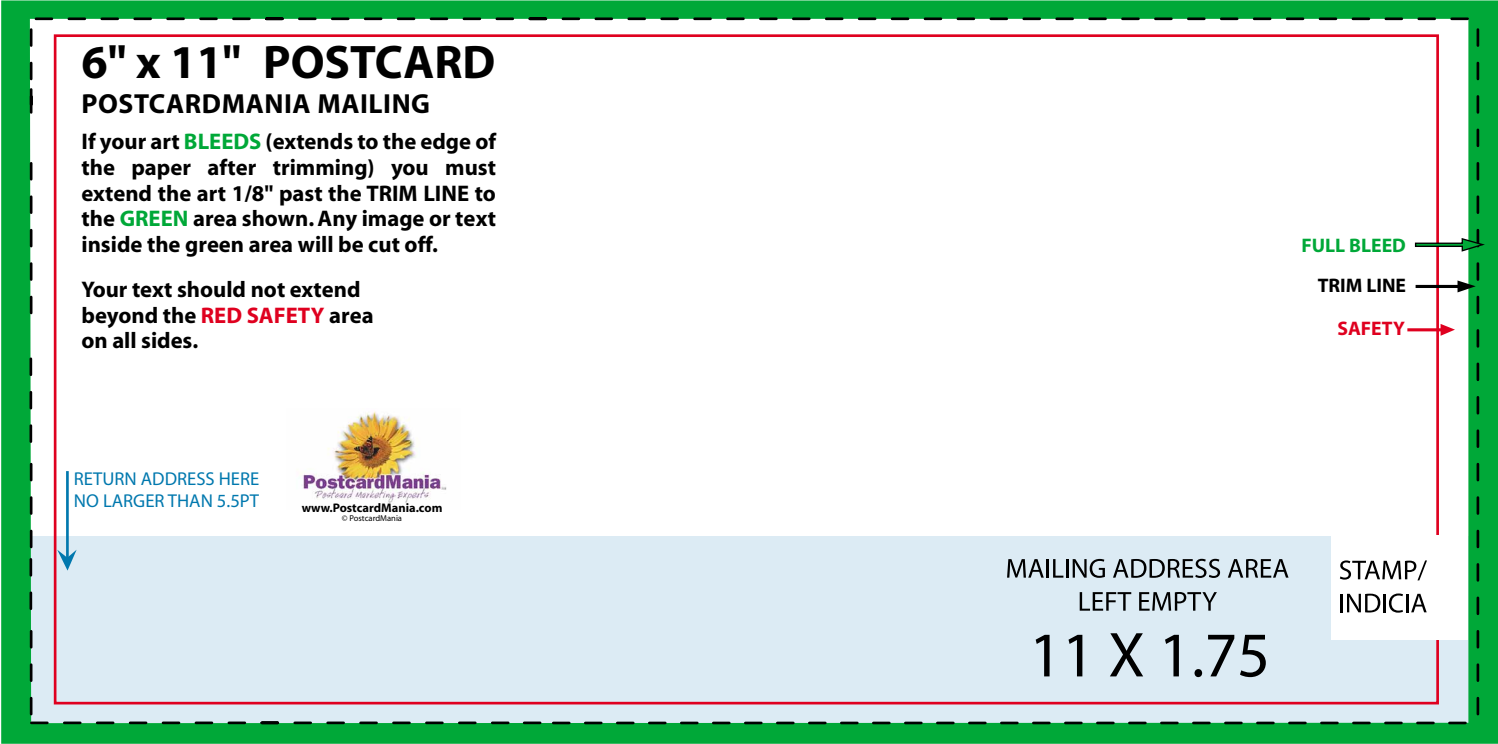 6" x 11" POSTCARD
POSTCARDMANIA MAILING
If your art BLEEDS (extends to the edge of
the paper after trimming) you must
extend the art 1/8" past the TRIM LINE to
the GREEN area shown. Any image or text
inside the green area will be cut off.
Your text should not extend
beyond the RED SAFETY area
on all sides.
FULL BLEED
TRIM LINE
SAFETY
RETURN ADDRESS HERE
NO LARGER THAN 5.5PT
PostcardMania
Postcard Marketing Experts
www.PostcardMania.com
© PostcardMania
MAILING ADDRESS AREA
LEFT EMPTY
11 X 1.75
STAMP/
INDICIA